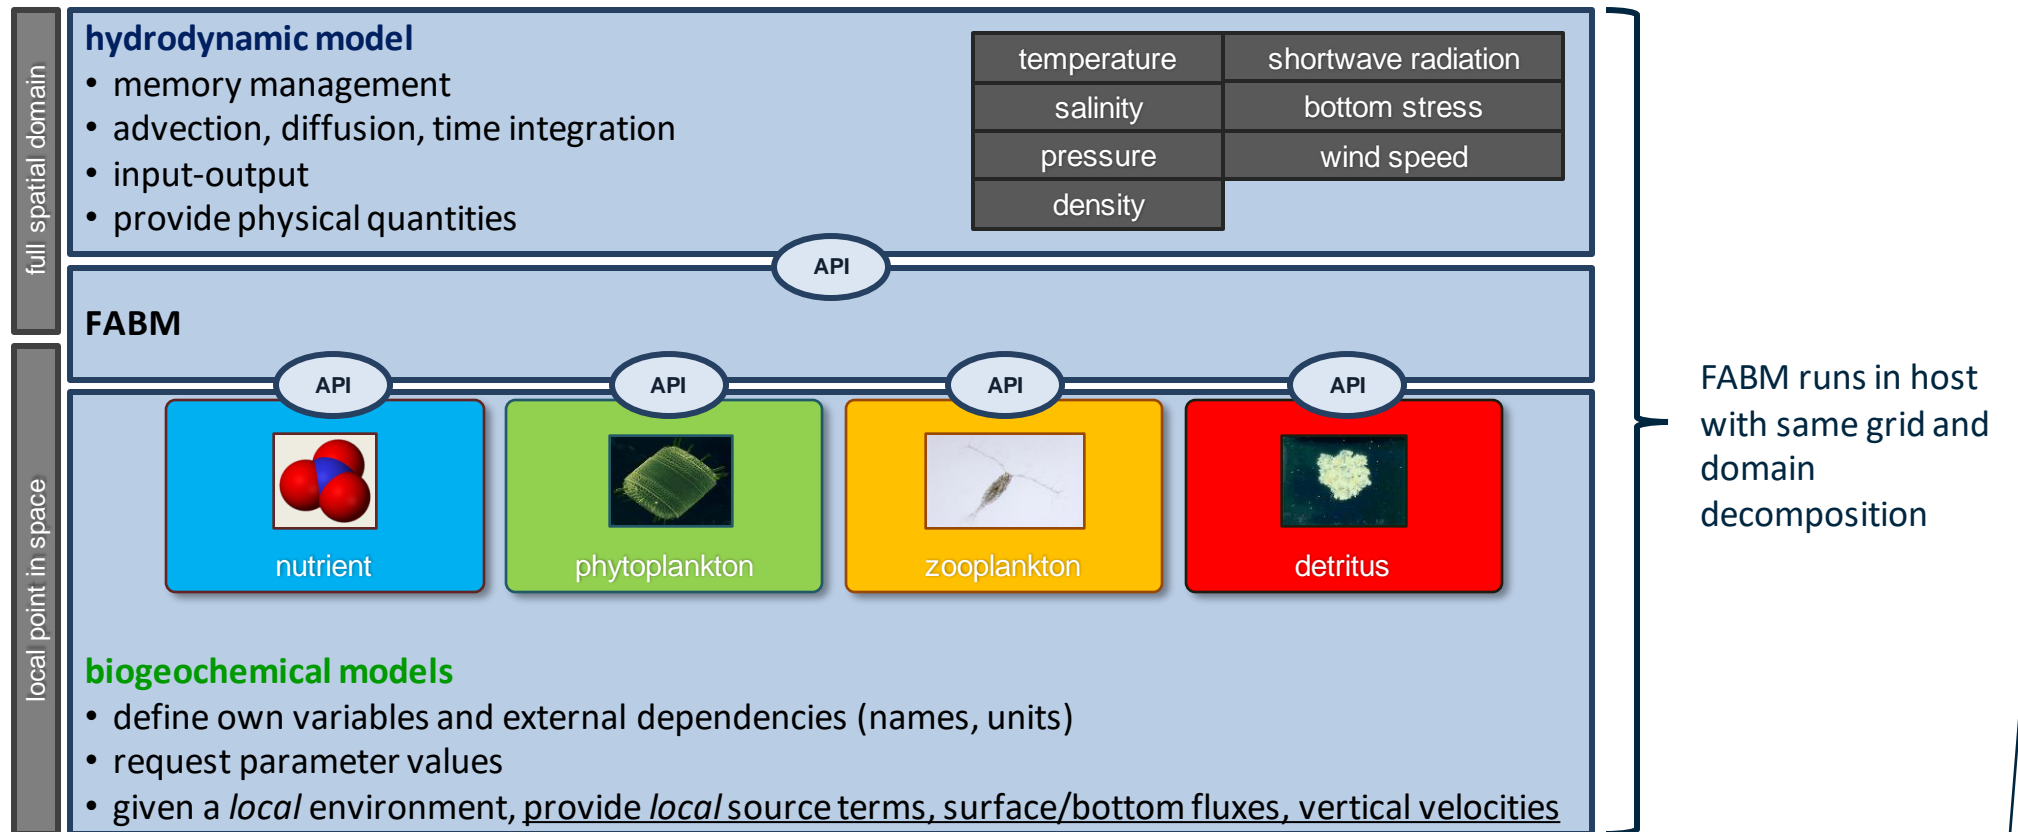 full spatial domain
hydrodynamic model
• memory management
• advection, diffusion, time integration
• input-output
• provide physical quantities
temperature shortwave radiation
salinity bottom stress
pressure wind speed
density
API
FABM
API API API API
local point in space
nutrient phytoplankton zooplankton detritus
biogeochemical models
• define own variables and external dependencies (names, units)
• request parameter values
• given a local environment, provide local source terms, surface/bottom fluxes, vertical velocities
FABM runs in host
with same grid and
domain
decomposition